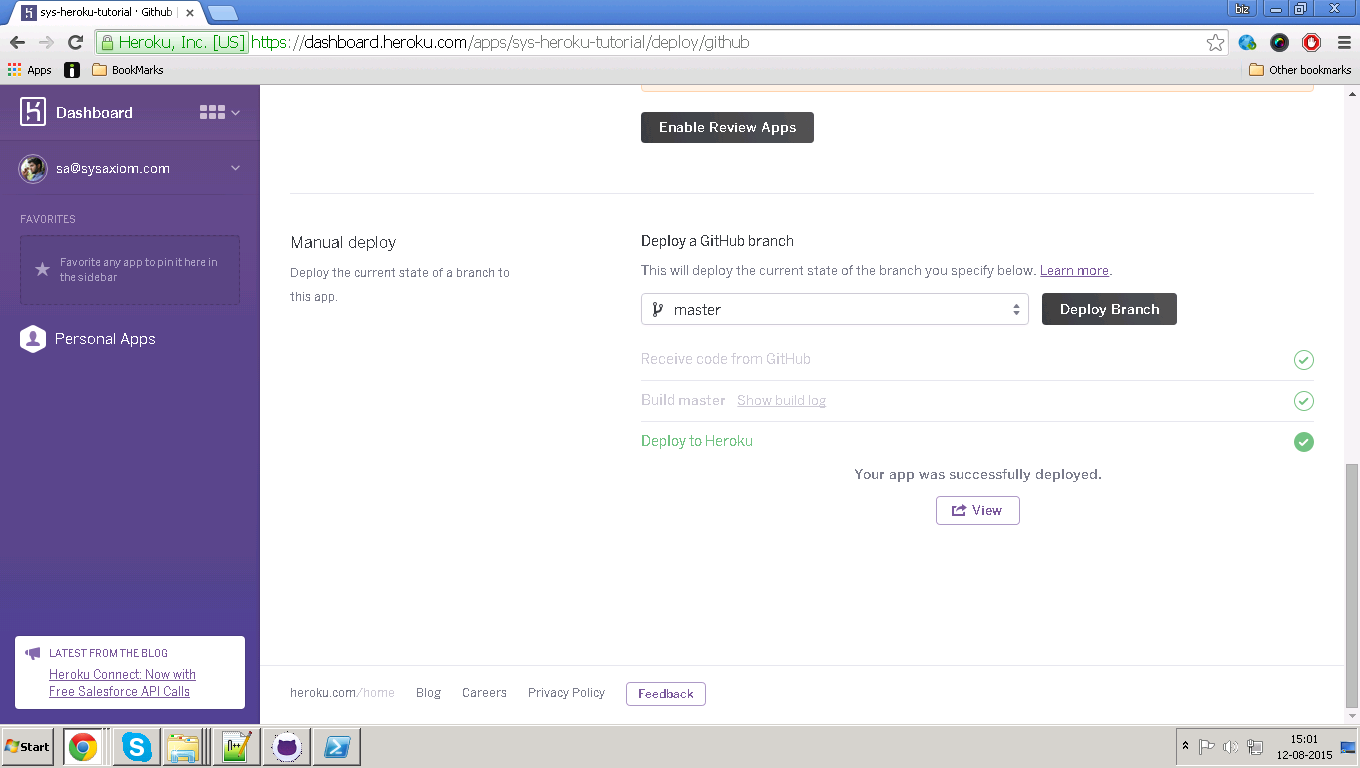 sys-heroku-tutorial · Github
biz
Heroku, Inc. [US] https://dashboard.heroku.com/apps/sys-heroku-tutorial/deploy/github
Apps
BookMarks
Other bookmarks
Dashboard
sa@sysaxiom.com
FAVORITES
Favorite any app to pin it here in
the sidebar
Personal Apps
LATEST FROM THE BLOG
Heroku Connect: Now with
Free Salesforce API Calls
Enable Review Apps
Manual deploy
Deploy the current state of a branch to
this app.
Deploy a GitHub branch
This will deploy the current state of the branch you specify below. Learn more.
master
Deploy Branch
Receive code from GitHub
Build master Show build log
Deploy to Heroku
Your app was successfully deployed.
View
heroku.com/home Blog Careers Privacy Policy Feedback
Start
15:01
12-08-2015